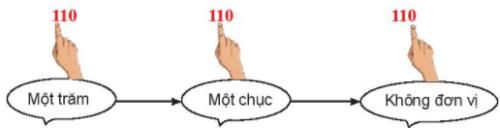 110 110 110
Một trăm Một chục Không đơn vị